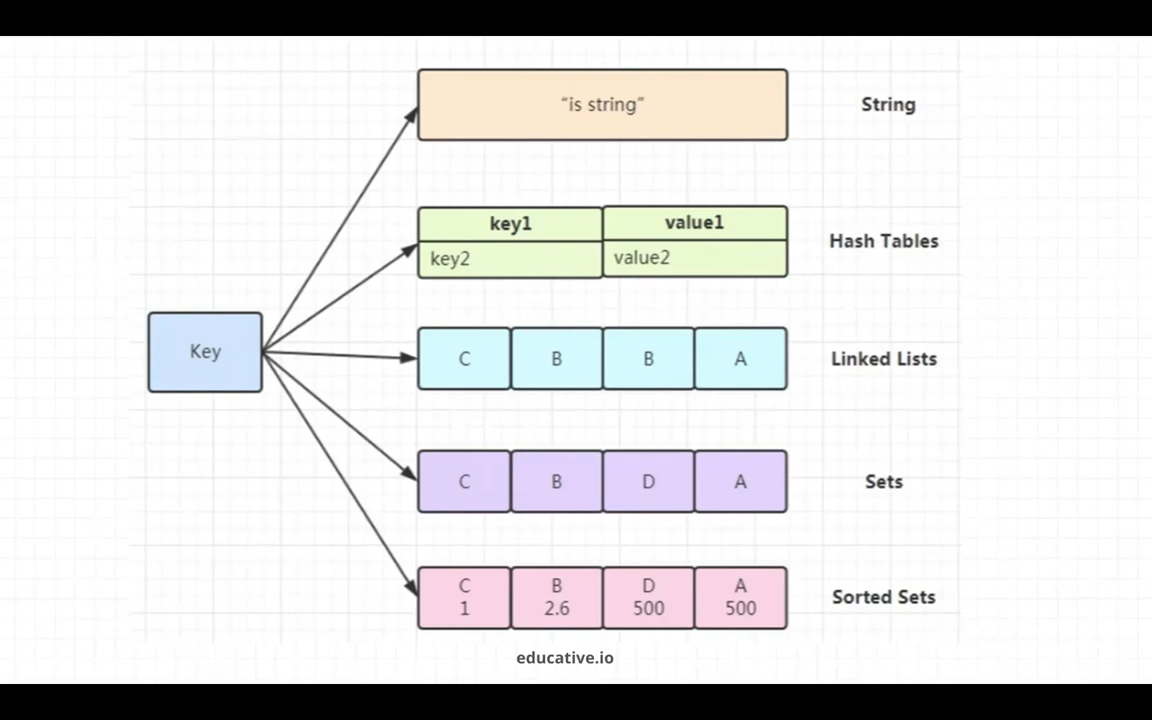 “is string”
String
key1 value1
key2 value2
Hash Tables
Key
C B B A
Linked Lists
C B D A
Sets
C B D A
1 2.6 500 500
Sorted Sets
educative.io